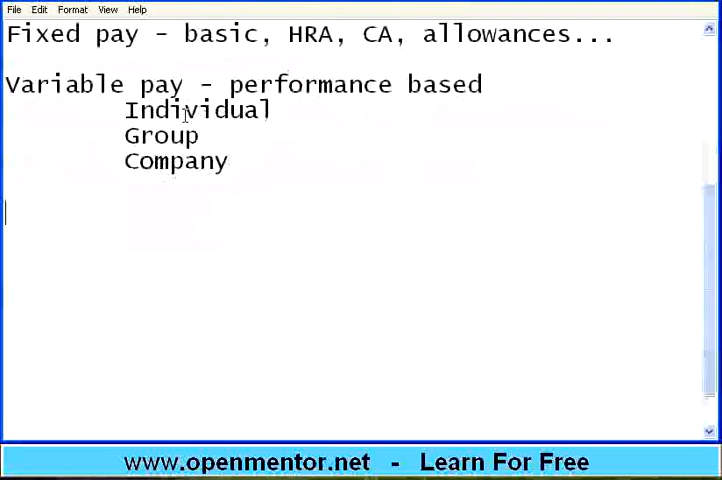 File Edit Format View Help
Fixed pay - basic, HRA, CA, allowances...
Variable pay - performance based
Individual
Group
Company
www.openmentor.net - Learn For Free